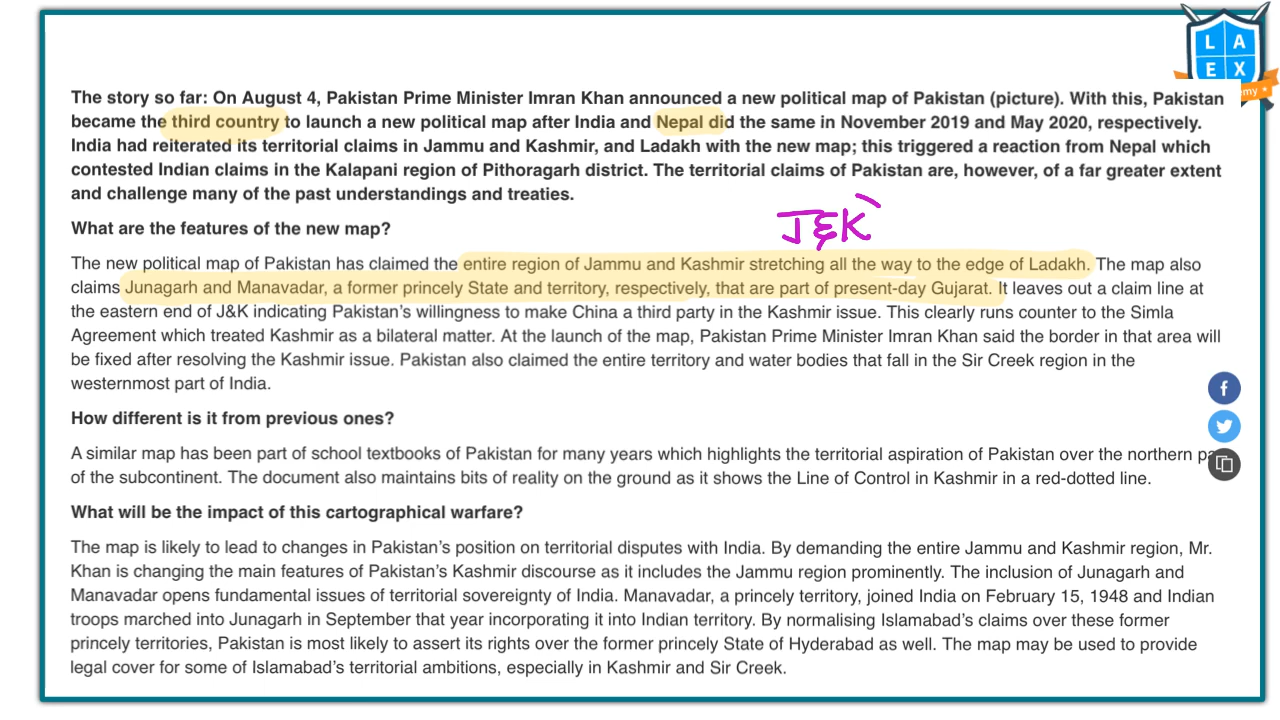 L A
E X
emy
The story so far: On August 4, Pakistan Prime Minister Imran Khan announced a new political map of Pakistan (picture). With this, Pakistan
became the third country to launch a new political map after India and Nepal did the same in November 2019 and May 2020, respectively.
India had reiterated its territorial claims in Jammu and Kashmir, and Ladakh with the new map; this triggered a reaction from Nepal which
contested Indian claims in the Kalapani region of Pithoragarh district. The territorial claims of Pakistan are, however, of a far greater extent
and challenge many of the past understandings and treaties.
J&K
What are the features of the new map?
The new political map of Pakistan has claimed the entire region of Jammu and Kashmir stretching all the way to the edge of Ladakh. The map also
claims Junagarh and Manavadar, a former princely State and territory, respectively, that are part of present-day Gujarat. It leaves out a claim line at
the eastern end of J&K indicating Pakistan's willingness to make China a third party in the Kashmir issue. This clearly runs counter to the Simla
Agreement which treated Kashmir as a bilateral matter. At the launch of the map, Pakistan Prime Minister Imran Khan said the border in that area will
be fixed after resolving the Kashmir issue. Pakistan also claimed the entire territory and water bodies that fall in the Sir Creek region in the
westernmost part of India.
How different is it from previous ones?
A similar map has been part of school textbooks of Pakistan for many years which highlights the territorial aspiration of Pakistan over the northern
of the subcontinent. The document also maintains bits of reality on the ground as it shows the Line of Control in Kashmir in a red-dotted line.
What will be the impact of this cartographical warfare?
The map is likely to lead to changes in Pakistan's position on territorial disputes with India. By demanding the entire Jammu and Kashmir region, Mr.
Khan is changing the main features of Pakistan's Kashmir discourse as it includes the Jammu region prominently. The inclusion of Junagarh and
Manavadar opens fundamental issues of territorial sovereignty of India. Manavadar, a princely territory, joined India on February 15, 1948 and Indian
troops marched into Junagarh in September that year incorporating it into Indian territory. By normalising Islamabad's claims over these former
princely territories, Pakistan is most likely to assert its rights over the former princely State of Hyderabad as well. The map may be used to provide
legal cover for some of Islamabad's territorial ambitions, especially in Kashmir and Sir Creek.